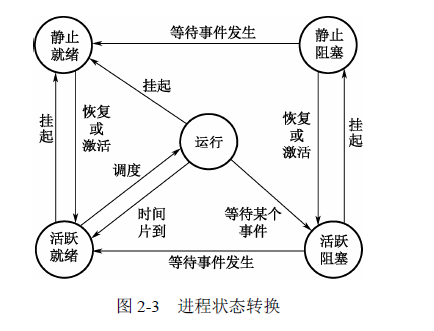 静止
就绪
等待事件发生
静止
阻塞
挂起
挂
起
恢复
或
激活
运行
恢复
或
激活
挂
起
调度
时间
片到
等待某个
事件
活跃
就绪
等待事件发生
活跃
阻塞
图 2-3 进程状态转换